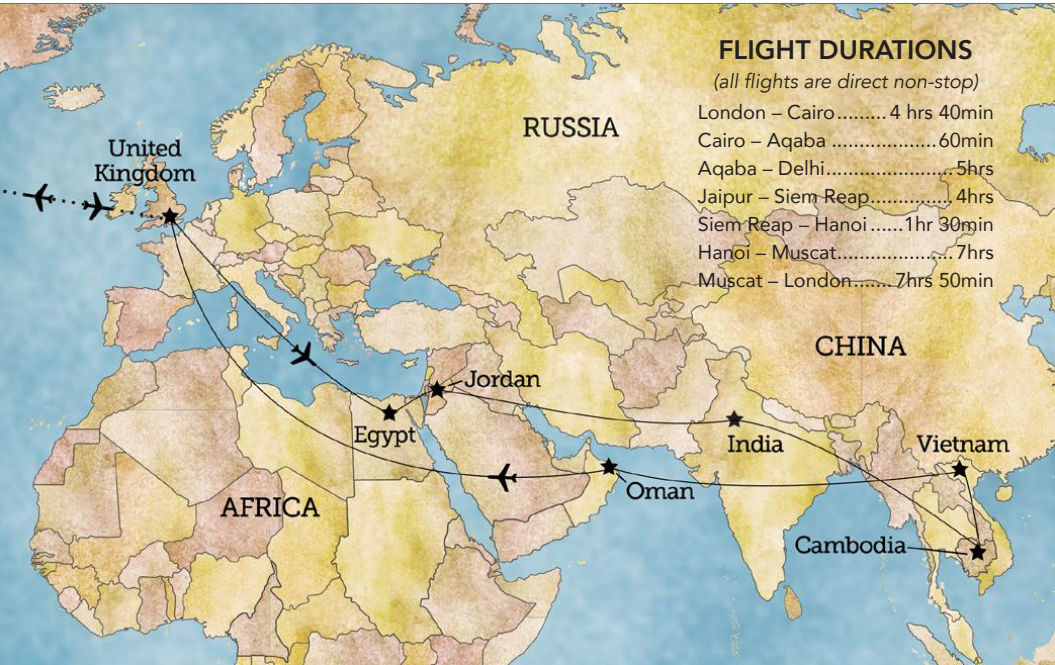 FLIGHT DURATIONS
(all flights are direct non-stop)
London – Cairo.........4 hrs 40min
Cairo – Aqaba ...................60min
Aqaba – Delhi.......................5hrs
Jaipur – Siem Reap...............4hrs
Siem Reap – Hanoi ......1hr 30min
Hanoi – Muscat.....................7hrs
Muscat – London.......7hrs 50min
RUSSIA
United
Kingdom
CHINA
Jordan
Egypt
India
Vietnam
Oman
AFRICA
Cambodia